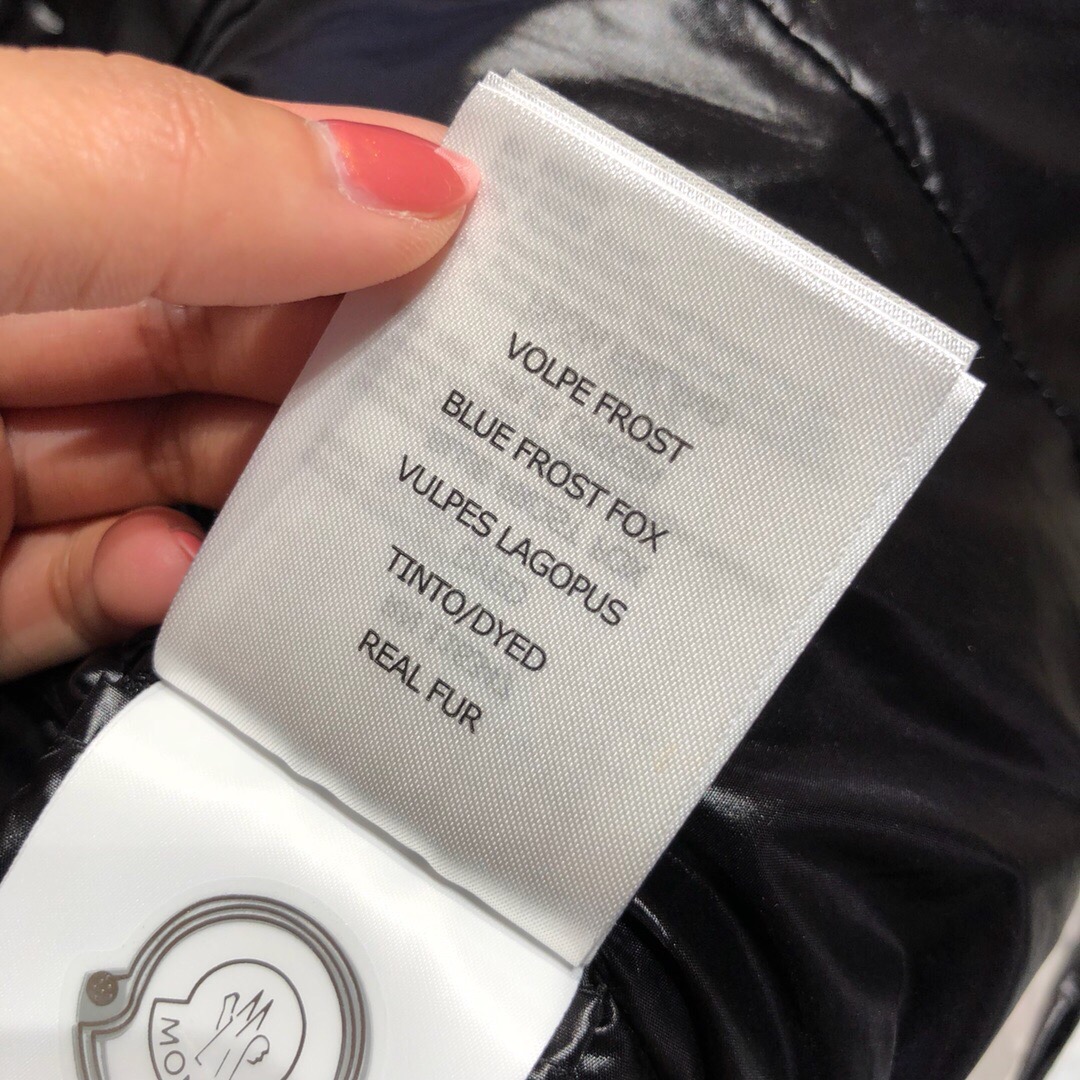 VOLPE FROST
BLUE FROST FOX
VULPES LAGOPUS
TINTO/DYED
REAL FUR